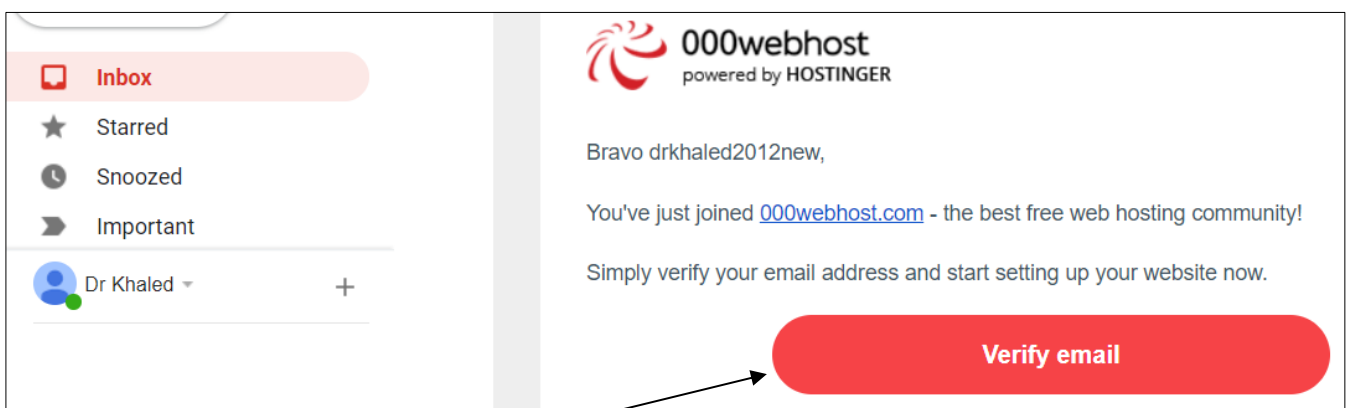 Inbox
Starred
Snoozed
Important
Dr Khaled
000webhost
powered by HOSTINGER
Bravo drkhaled2012new,
You've just joined 000webhost.com - the best free web hosting community!
Simply verify your email address and start setting up your website now.
Verify email